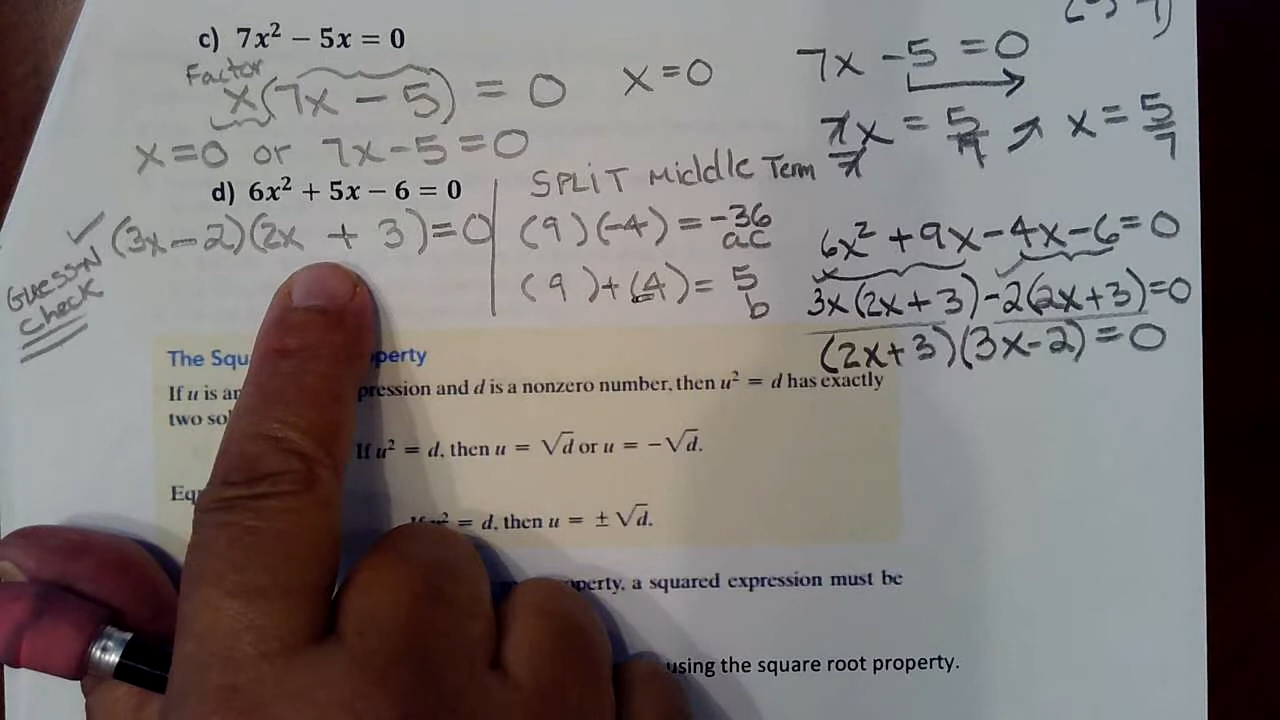 c) 7x² − 5x = 0
Factor
x(7x − 5) = 0
x=0
x=0 or 7x−5=0
7x −5 =0
7x = 5
x = 5/7
d) 6x² + 5x − 6 = 0
Guess-N
Check
(3x−2)(2x + 3)=0
SPLIT Middle Term
(9)(−4) = −36
ac
(9)+(-4) = 5
b
6x² +9x −4x −6 =0
3x(2x+3) −2(2x+3)=0
(2x+3)(3x−2) = 0
The Squ perty
If u is an pression and d is a nonzero number, then u² = d has exactly
two sol
If u² = d, then u = √d or u = −√d.
Equ
= d, then u = ± √d.
operty, a squared expression must be
using the square root property.